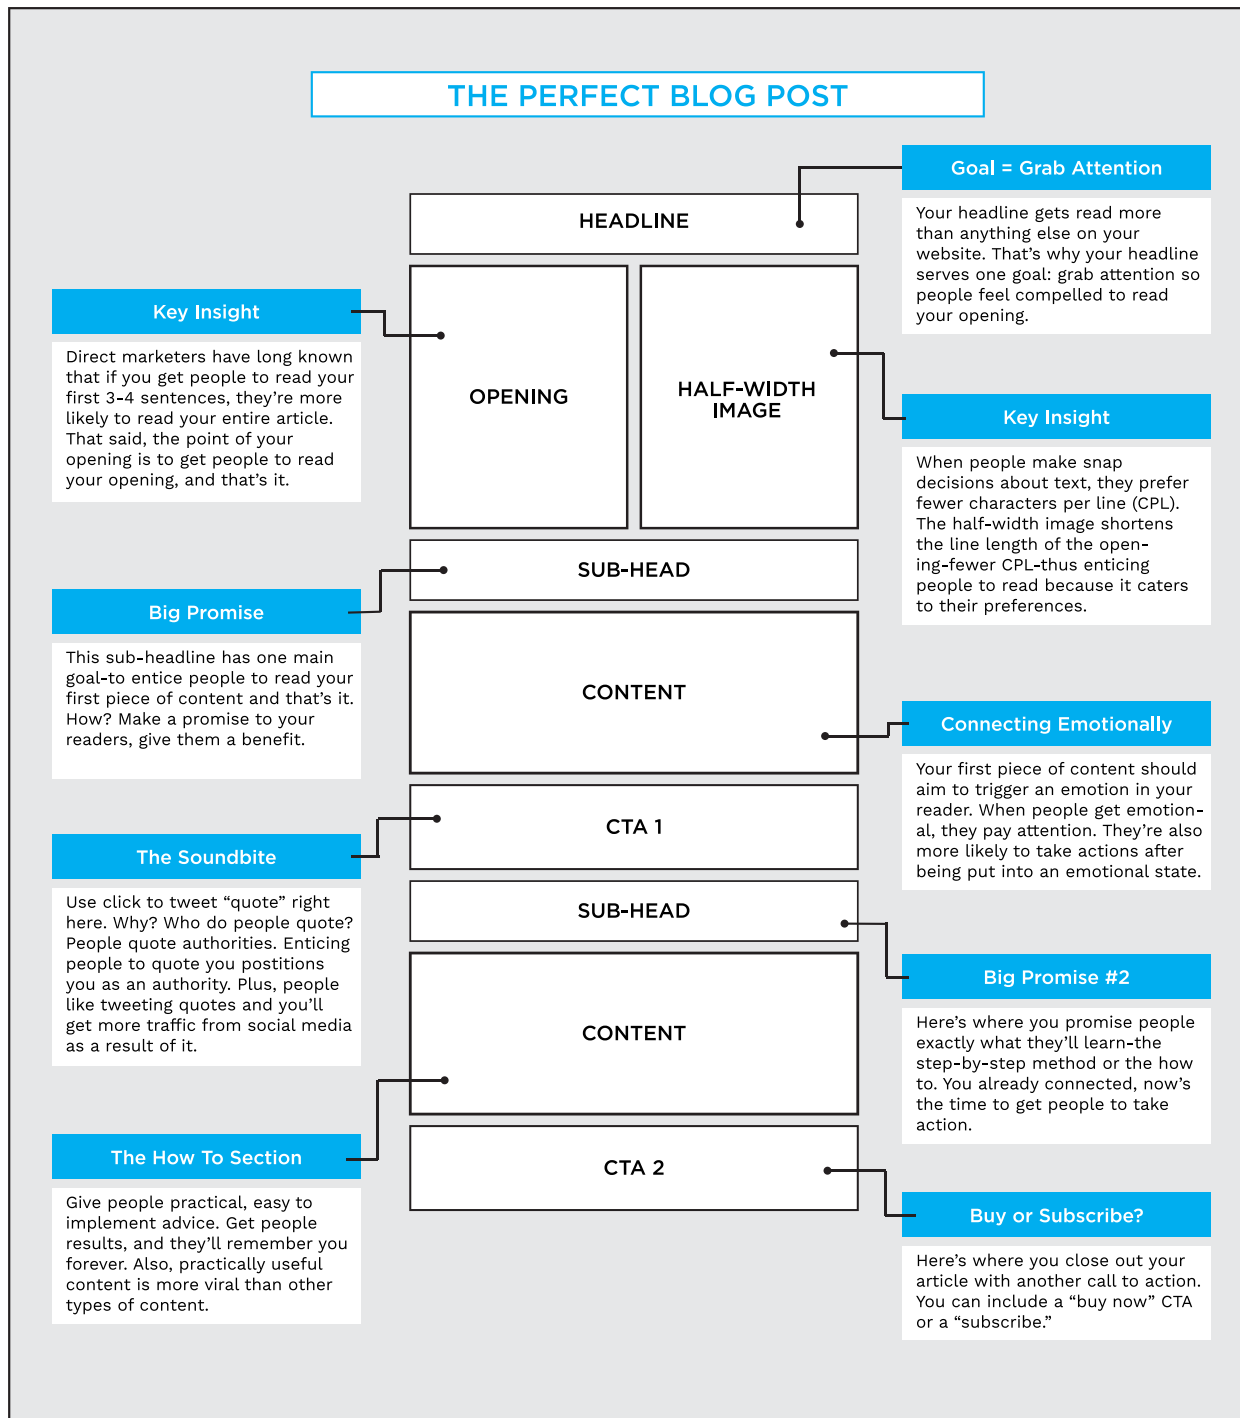 THE PERFECT BLOG POST
Goal = Grab Attention
Your headline gets read more
than anything else on your
website. That's why your headline
serves one goal: grab attention so
people feel compelled to read
your opening.
HEADLINE
Key Insight
Direct marketers have long known
that if you get people to read your
first 3-4 sentences, they're more
likely to read your entire article.
That said, the point of your
opening is to get people to read
your opening, and that's it.
OPENING
HALF-WIDTH
IMAGE
Key Insight
When people make snap
decisions about text, they prefer
fewer characters per line (CPL).
The half-width image shortens
the line length of the open-
ing-fewer CPL-thus enticing
people to read because it caters
to their preferences.
SUB-HEAD
Big Promise
This sub-headline has one main
goal-to entice people to read your
first piece of content and that's it.
How? Make a promise to your
readers, give them a benefit.
CONTENT
Connecting Emotionally
Your first piece of content should
aim to trigger an emotion in your
reader. When people get emotion-
al, they pay attention. They're also
more likely to take actions after
being put into an emotional state.
CTA 1
The Soundbite
Use click to tweet “quote” right
here. Why? Who do people quote?
People quote authorities. Enticing
people to quote you postitions
you as an authority. Plus, people
like tweeting quotes and you'll
get more traffic from social media
as a result of it.
SUB-HEAD
Big Promise #2
Here's where you promise people
exactly what they'll learn-the
step-by-step method or the how
to. You already connected, now's
the time to get people to take
action.
CONTENT
The How To Section
Give people practical, easy to
implement advice. Get people
results, and they'll remember you
forever. Also, practically useful
content is more viral than other
types of content.
CTA 2
Buy or Subscribe?
Here's where you close out your
article with another call to action.
You can include a “buy now” CTA
or a “subscribe.”